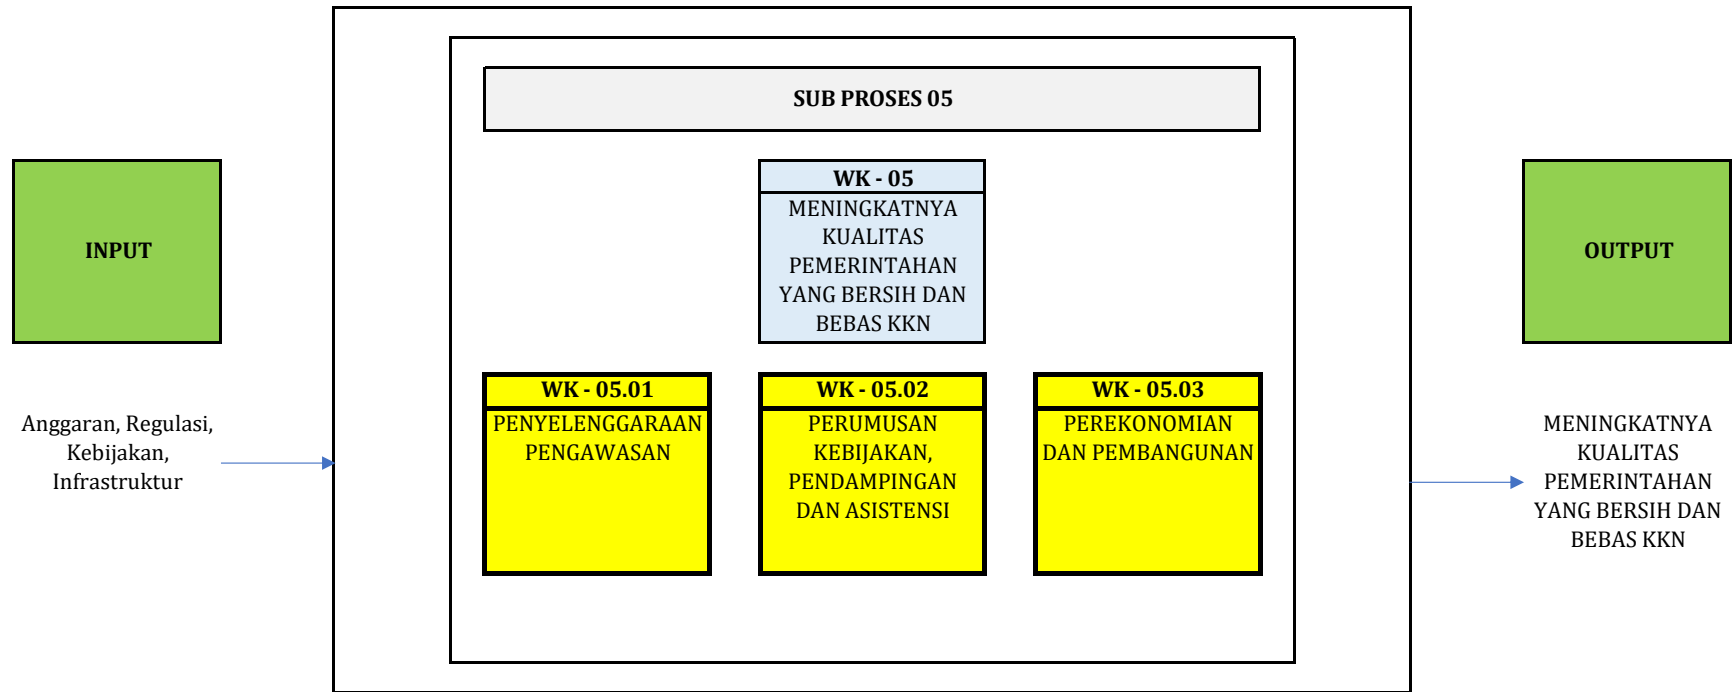 SUB PROSES 05
INPUT
WK - 05
MENINGKATNYA
KUALITAS
PEMERINTAHAN
YANG BERSIH DAN
BEBAS KKN
OUTPUT
Anggaran, Regulasi,
Kebijakan,
Infrastruktur
WK - 05.01
PENYELENGGARAAN
PENGAWASAN
WK - 05.02
PERUMUSAN
KEBIJAKAN,
PENDAMPINGAN
DAN ASISTENSI
WK - 05.03
PEREKONOMIAN
DAN PEMBANGUNAN
MENINGKATNYA
KUALITAS
PEMERINTAHAN
YANG BERSIH DAN
BEBAS KKN